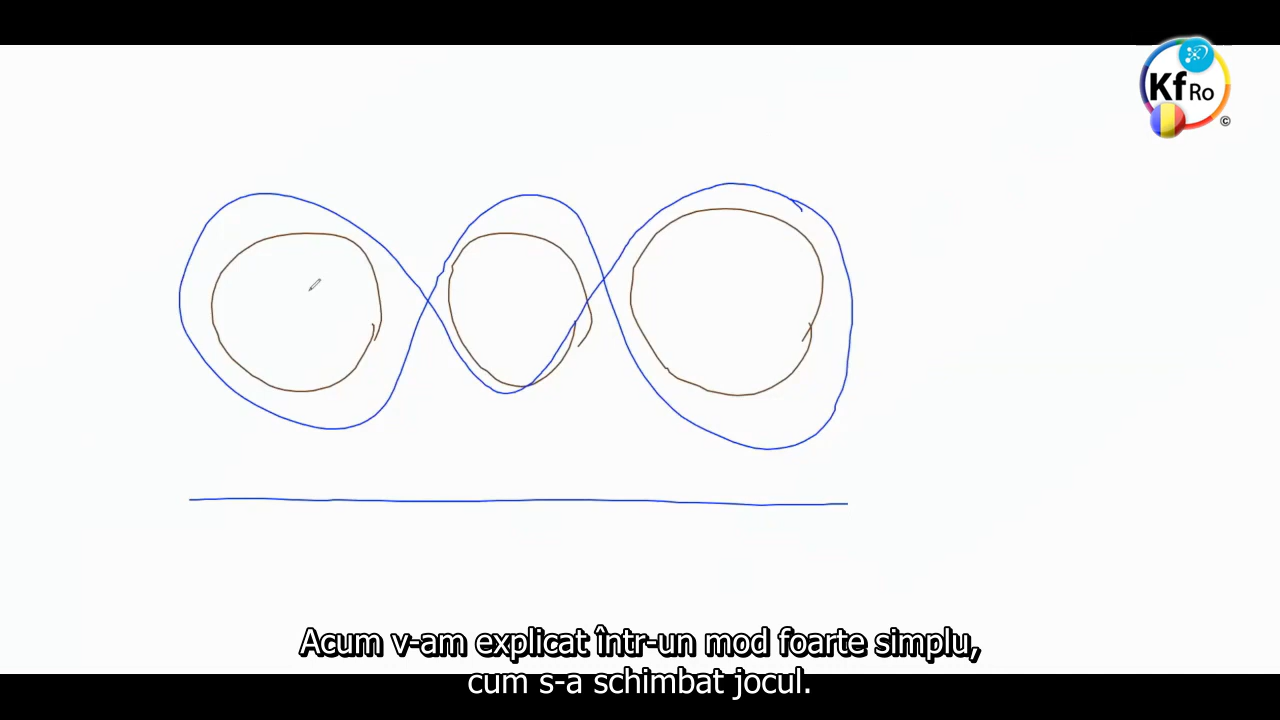 Kf Ro
©
Acum v-am explicat într-un mod foarte simplu,
cum s-a schimbat jocul.